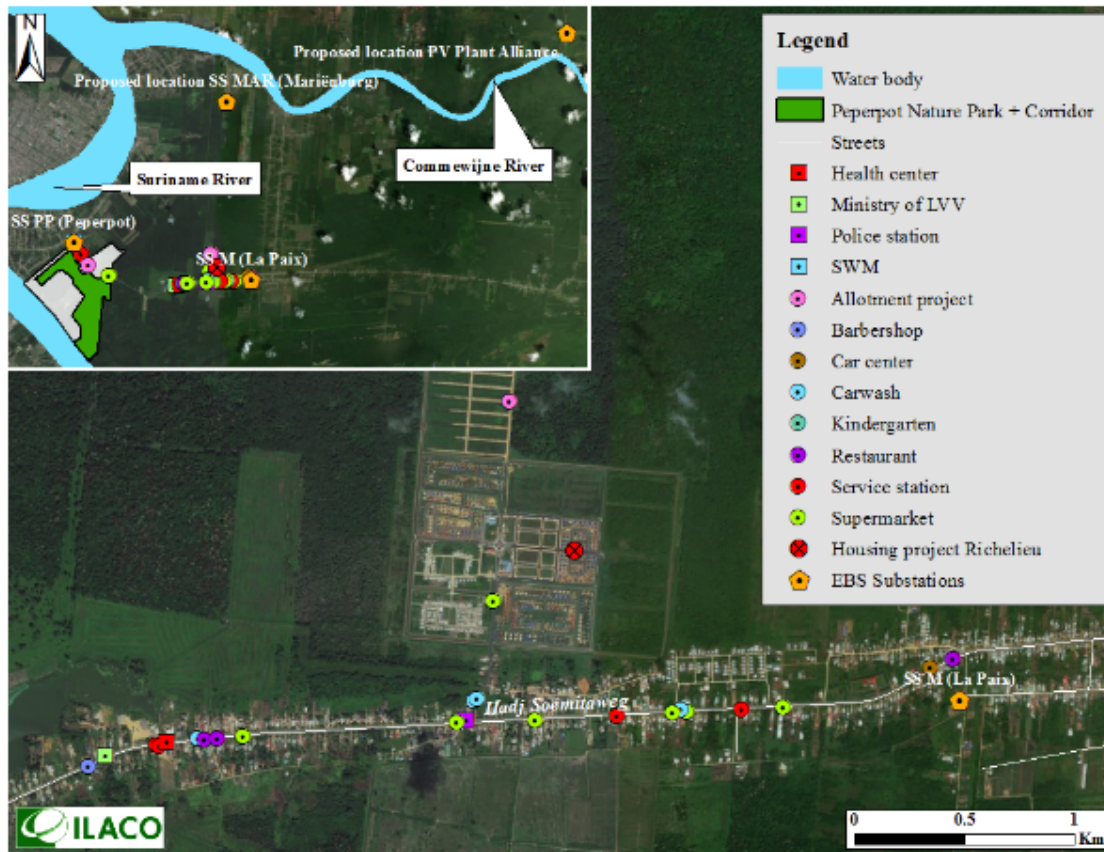 N
Proposed location PV Plant Alliance
Proposed location SS MAR (Mariënburg)
Commewijne River
Suriname River
SS PP (Peperpot)
SS M (La Paix)
Legend
Water body
Peperpot Nature Park + Corridor
Streets
Health center
Ministry of LVV
Police station
SWM
Allotment project
Barbershop
Car center
Carwash
Kindergarten
Restaurant
Service station
Supermarket
Housing project Richelieu
EBS Substations
SS M (La Paix)
Hadj Soemitaweg
ILACO
0 0.5 1
Km